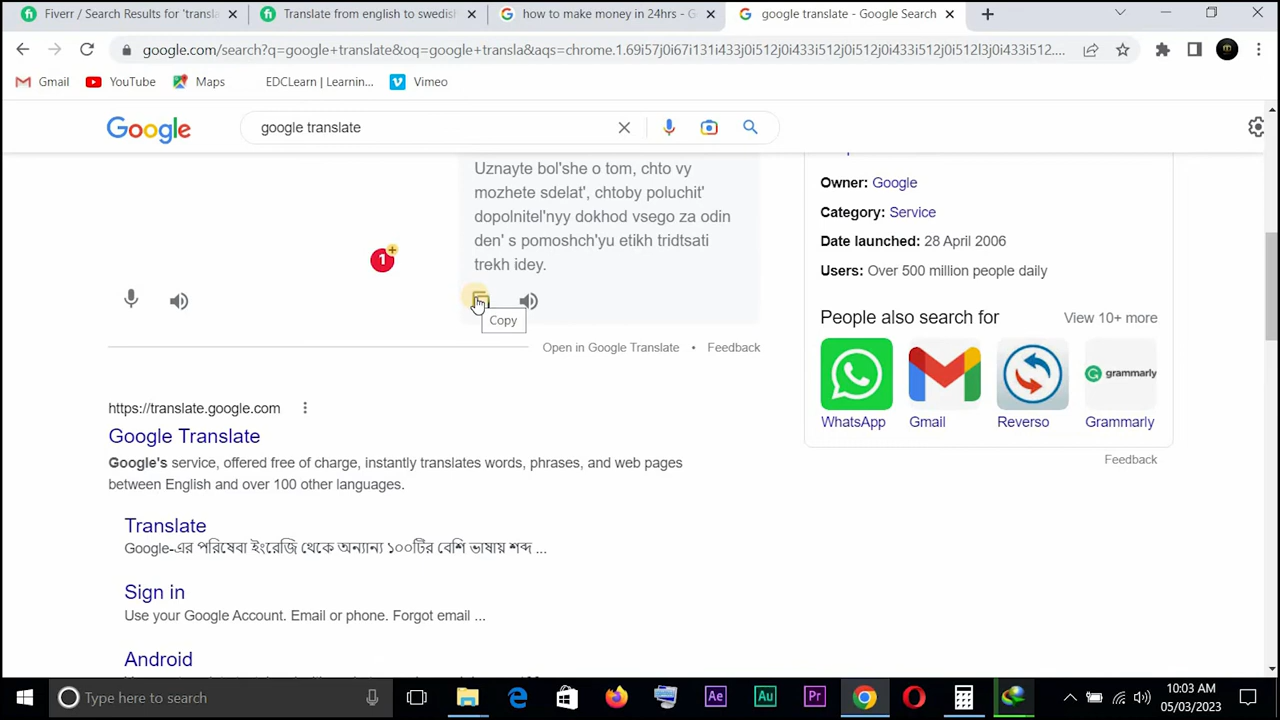 Fiverr / Search Results for 'transl
Translate from english to swedish
how to make money in 24hrs - G
google translate - Google Search
google.com/search?q=google+translate&oq=google+transla&aqs=chrome.1.69i57j0i67i131i433j0i512j0i433i512j0i512j0i512l3j0i433i512....
Gmail
YouTube
Maps
EDCLearn | Learnin...
Vimeo
Google
google translate
Uznayte bol'she o tom, chto vy
mozhete sdelat', chtoby poluchit'
dopolnitel'nyy dokhod vsego za odin
den' s pomoshch'yu etikh tridtsati
trekh idey.
1
Copy
Open in Google Translate • Feedback
https://translate.google.com
Google Translate
Google's service, offered free of charge, instantly translates words, phrases, and web pages
between English and over 100 other languages.
Translate
Google-এর পরিষেবা ইংরেজি থেকে অন্যান্য ১০০টির বেশি ভাষায় শব্দ ...
Sign in
Use your Google Account. Email or phone. Forgot email ...
Android
Owner: Google
Category: Service
Date launched: 28 April 2006
Users: Over 500 million people daily
People also search for
View 10+ more
grammarly
WhatsApp
Gmail
Reverso
Grammarly
Feedback
Type here to search
Ae
Au
Pr
10:03 AM
05/03/2023